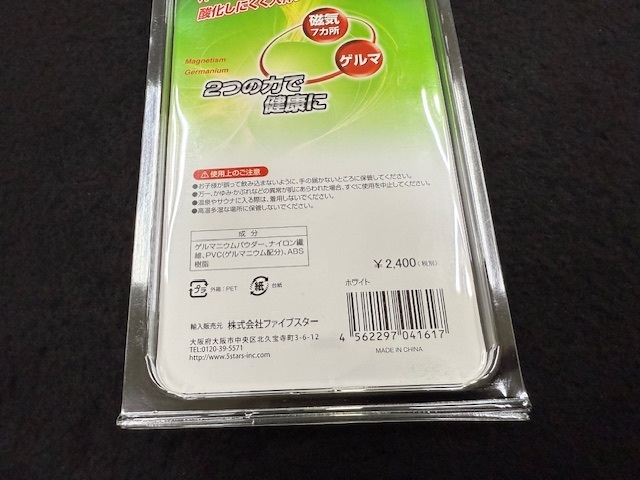 酸化しにくく
磁気
7カ所
ゲルマ
Magnetism
Germanium
2つの力で
健康に
使用上のご注意
●お子様が誤って飲み込まないように、手の届かないところに保管してください。
●万一、かゆみかぶれなどの異常が肌にあらわれた場合、すぐに使用を中止してください。
●温泉やサウナに入る際は、着用しないでください。
●高温多湿な場所に保管しないでください。
成 分
ゲルマニウムパウダー、ナイロン繊
維、PVC(ゲルマニウム配分)、ABS
樹脂
¥2,400(税別)
プラ 外箱:PET 紙 台紙
ホワイト
4 562297 041617
MADE IN CHINA
輸入販売元 株式会社ファイブスター
大阪府大阪市中央区北久宝寺町3-6-12
TEL:0120-39-5571
http://www.5stars-inc.com